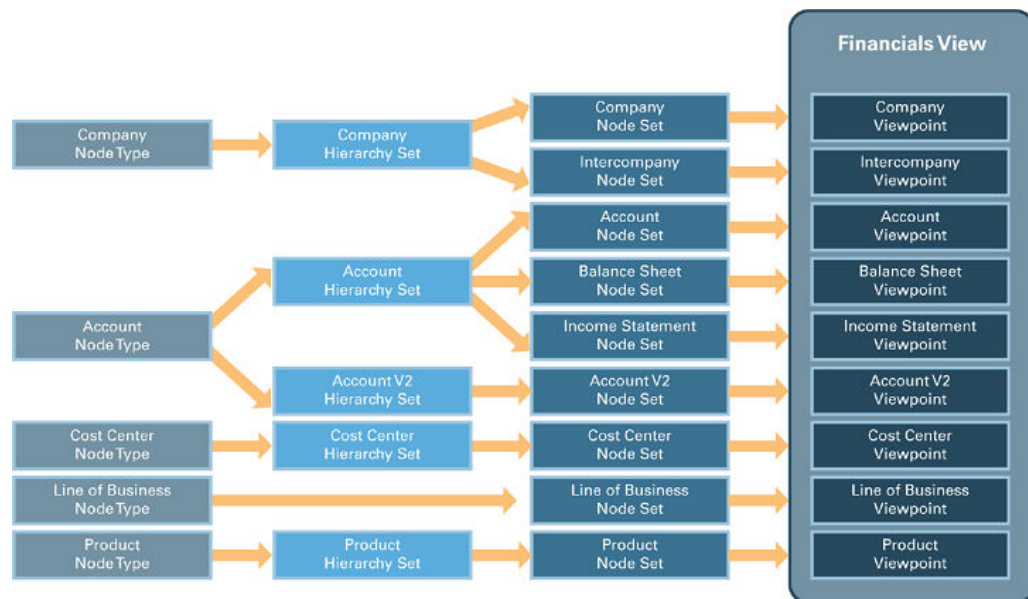 Financials View
Company
Node Type
Company
Hierarchy Set
Company
Node Set
Company
Viewpoint
Intercompany
Node Set
Intercompany
Viewpoint
Account
Node Set
Account
Viewpoint
Account
Hierarchy Set
Balance Sheet
Node Set
Balance Sheet
Viewpoint
Account
Node Type
Income Statement
Node Set
Income Statement
Viewpoint
Account V2
Hierarchy Set
Account V2
Node Set
Account V2
Viewpoint
Cost Center
Node Type
Cost Center
Hierarchy Set
Cost Center
Node Set
Cost Center
Viewpoint
Line of Business
Node Type
Line of Business
Node Set
Line of Business
Viewpoint
Product
Node Type
Product
Hierarchy Set
Product
Node Set
Product
Viewpoint